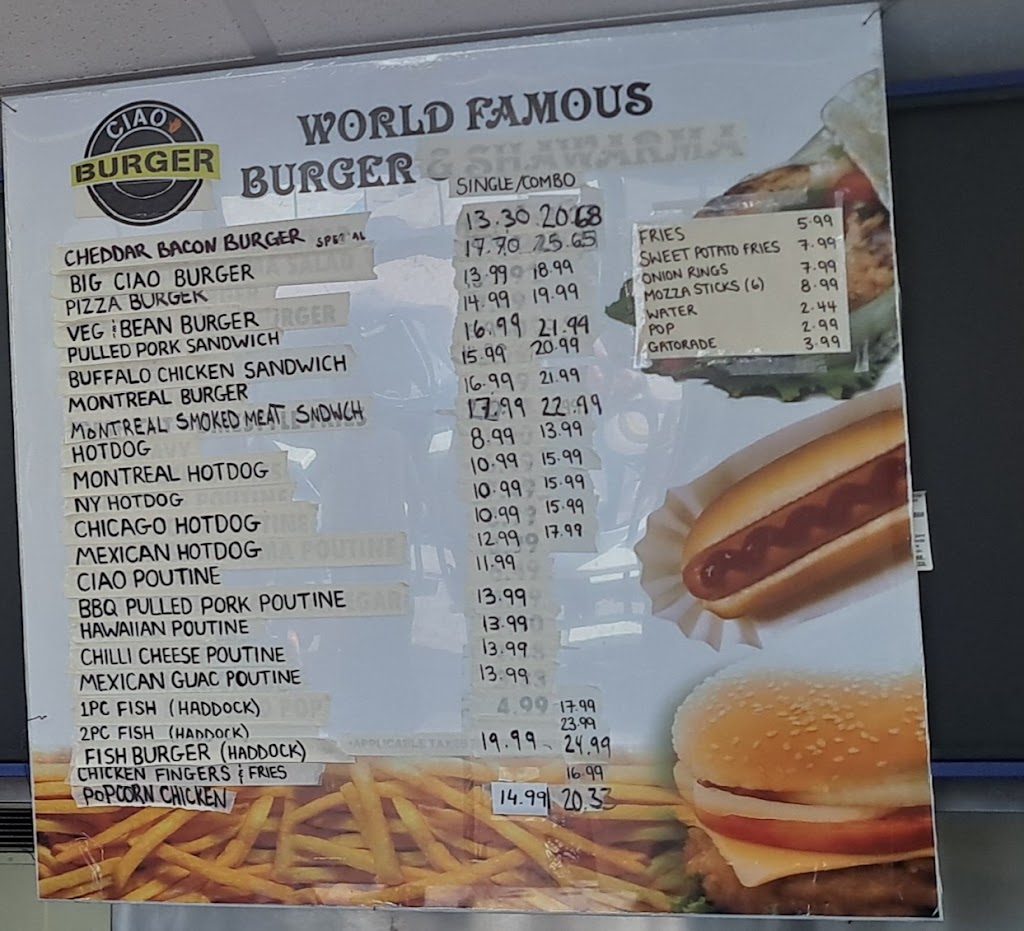 CIAO
BURGER
WORLD FAMOUS
BURGER & SHAWARMA
SINGLE/COMBO
CHEDDAR BACON BURGER SPECIAL 13.30 20.68
BIG CIAO BURGER 17.70 25.65
PIZZA BURGER 13.99 18.99
VEG & BEAN BURGER 14.99 19.99
PULLED PORK SANDWICH 16.99 21.99
BUFFALO CHICKEN SANDWICH 15.99 20.99
MONTREAL BURGER 16.99 21.99
MONTREAL SMOKED MEAT SNDWCH 17.99 22.99
HOTDOG 8.99 13.99
MONTREAL HOTDOG 10.99 15.99
NY HOTDOG 10.99 15.99
CHICAGO HOTDOG 10.99 15.99
MEXICAN HOTDOG 12.99 17.99
CIAO POUTINE 11.99
BBQ PULLED PORK POUTINE 13.99
HAWAIIAN POUTINE 13.99
CHILLI CHEESE POUTINE 13.99
MEXICAN GUAC POUTINE 13.99
1PC FISH (HADDOCK) 4.99 17.99
2PC FISH (HADDOCK) 23.99
FISH BURGER (HADDOCK) 19.99 24.99
CHICKEN FINGERS & FRIES 16.99
POPCORN CHICKEN 14.99 20.33
APPLICABLE TAXES
FRIES 5.99
SWEET POTATO FRIES 7.99
ONION RINGS 7.99
MOZZA STICKS (6) 8.99
WATER 2.44
POP 2.99
GATORADE 3.99